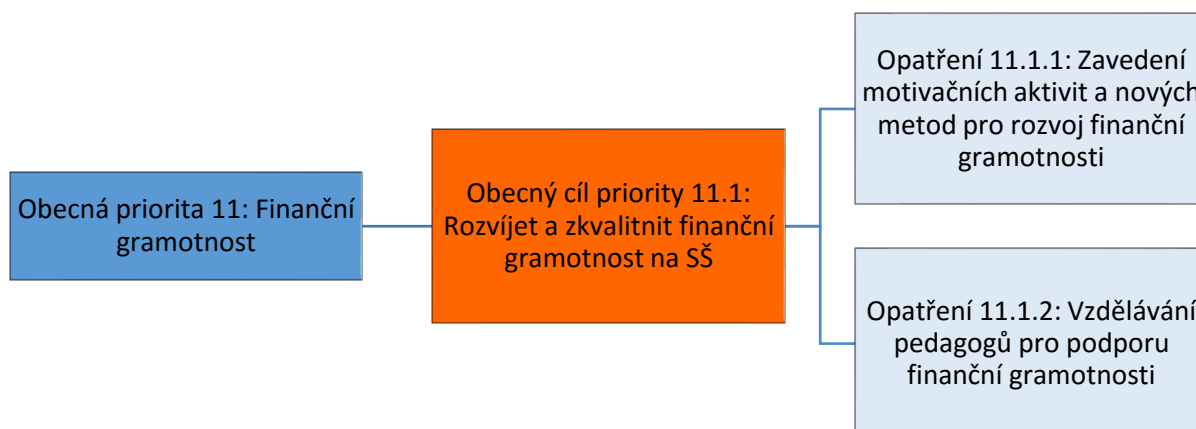 Obecná priorita 11: Finanční
gramotnost
Obecný cíl priority 11.1:
Rozvíjet a zkvalitnit finanční
gramotnost na SŠ
Opatření 11.1.1: Zavedení
motivačních aktivit a nových
metod pro rozvoj finanční
gramotnosti
Opatření 11.1.2: Vzdělávání
pedagogů pro podporu
finanční gramotnosti